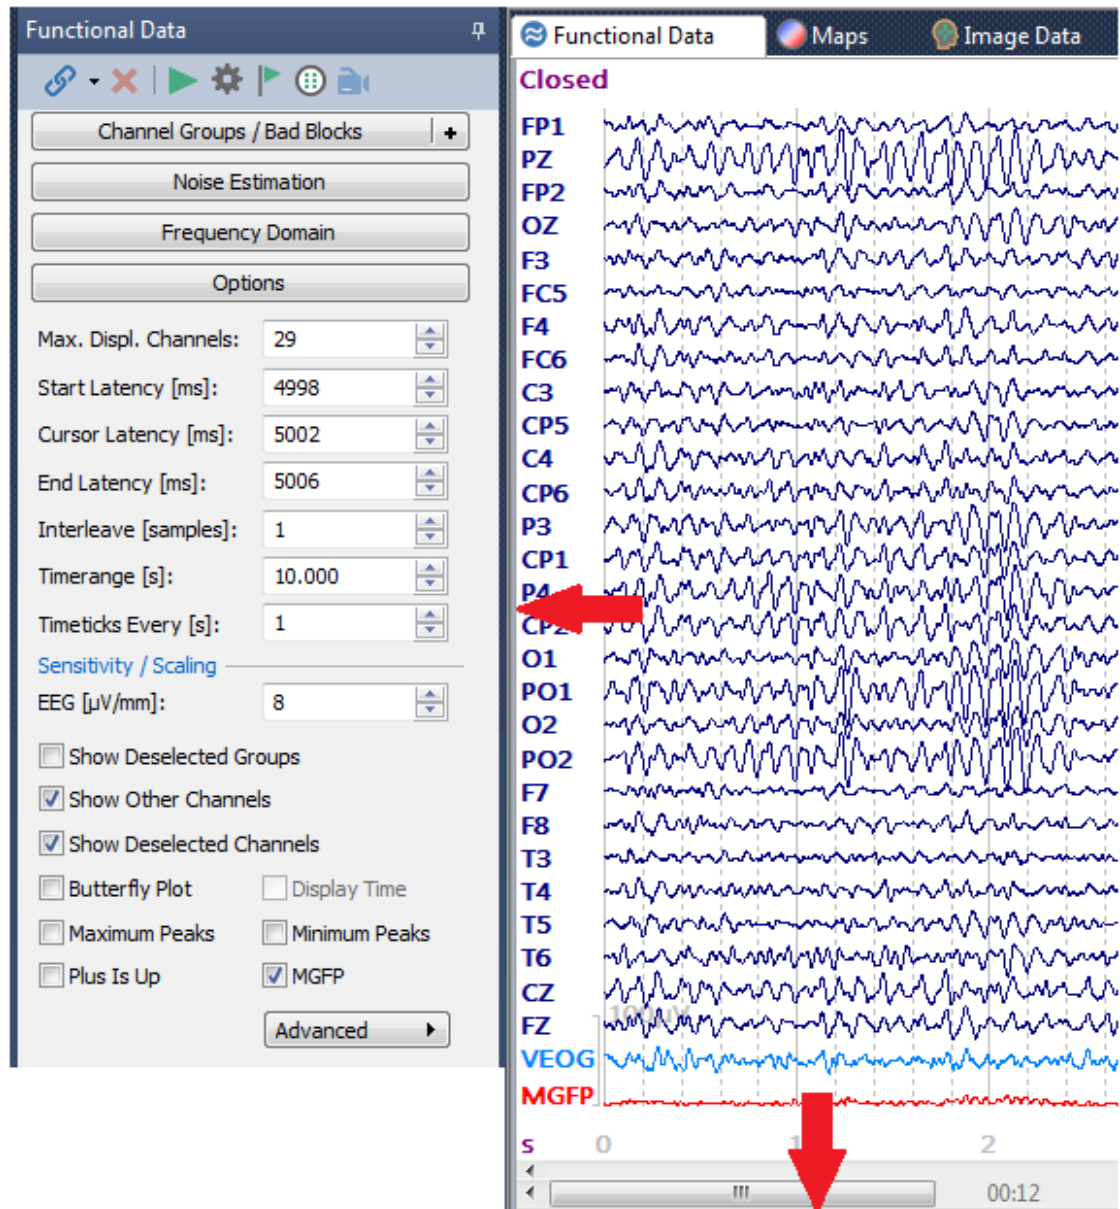 Functional Data
Channel Groups / Bad Blocks +
Noise Estimation
Frequency Domain
Options
Max. Displ. Channels: 29
Start Latency [ms]: 4998
Cursor Latency [ms]: 5002
End Latency [ms]: 5006
Interleave [samples]: 1
Timerange [s]: 10.000
Timeticks Every [s]: 1
Sensitivity / Scaling
EEG [µV/mm]: 8
Show Deselected Groups
Show Other Channels
Show Deselected Channels
Butterfly Plot Display Time
Maximum Peaks Minimum Peaks
Plus Is Up MGFP
Advanced
Functional Data Maps Image Data
Closed
FP1
PZ
FP2
OZ
F3
FC5
F4
FC6
C3
CP5
C4
CP6
P3
CP1
P4
CP2
O1
PO1
O2
PO2
F7
F8
T3
T4
T5
T6
CZ
100µV
FZ
VEOG
MGFP
s 0 1 2
00:12